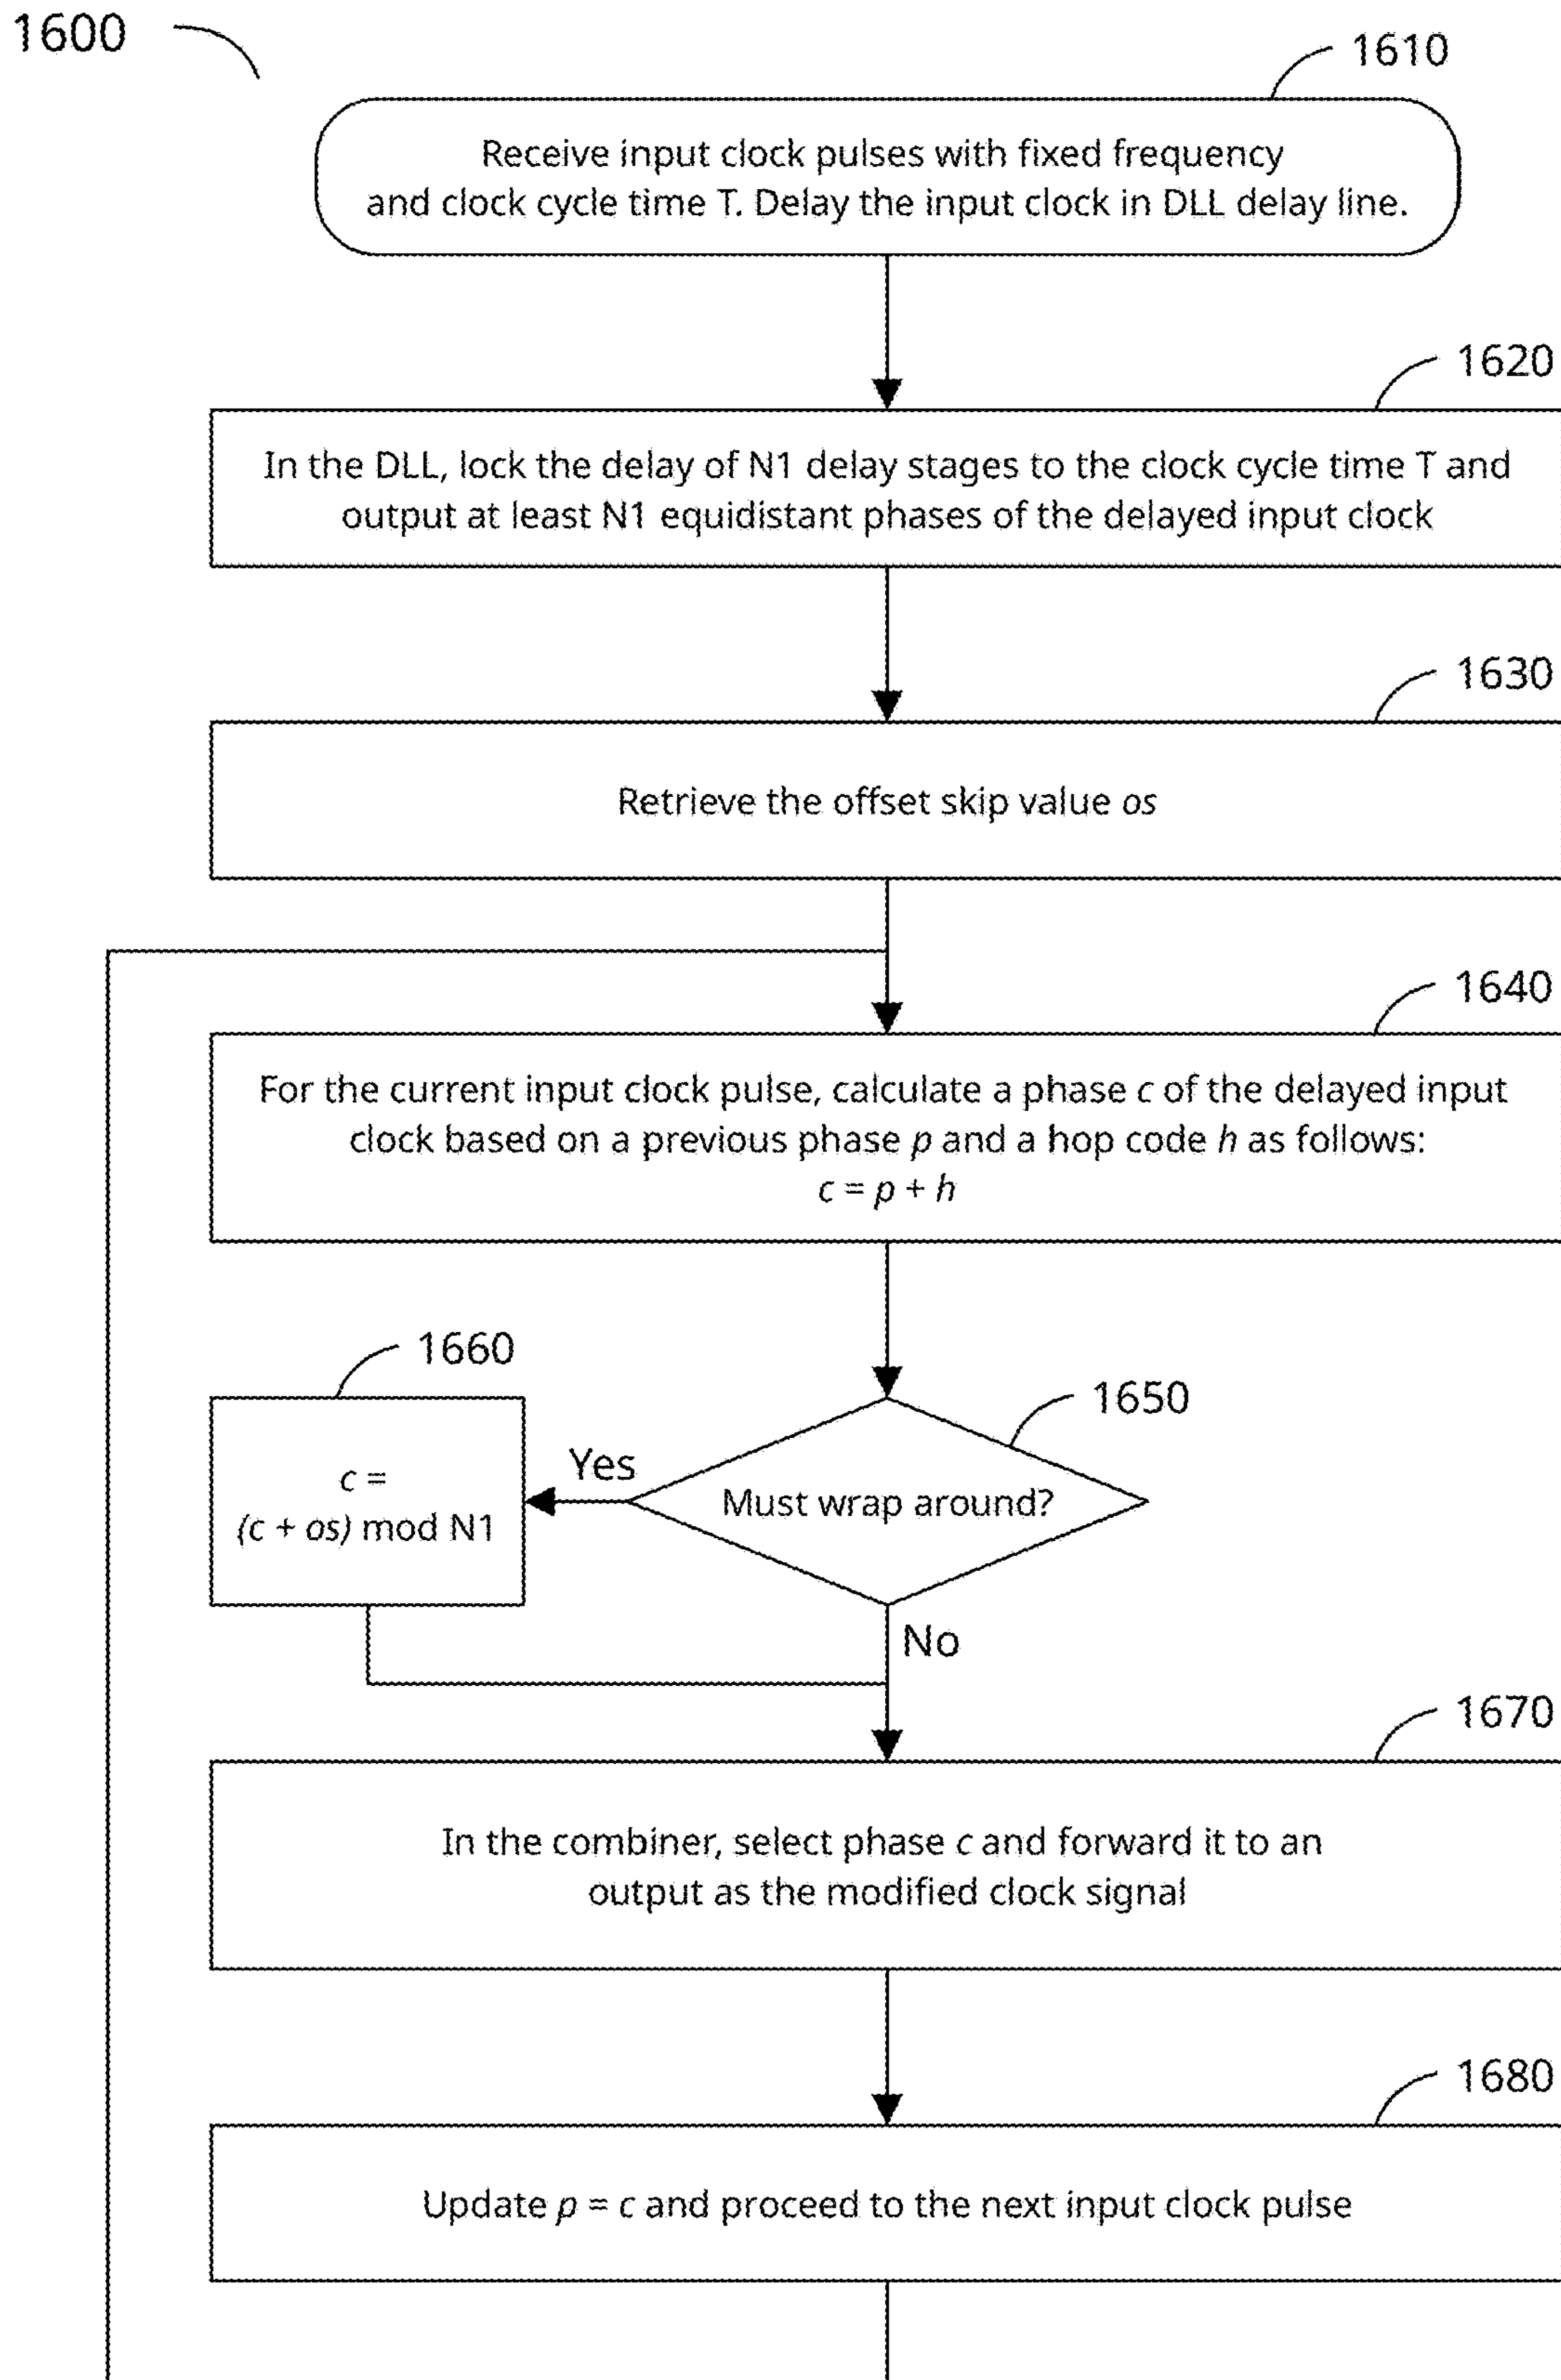 1600
1610
Receive input clock pulses with fixed frequency
and clock cycle time T. Delay the input clock in DLL delay line.
1620
In the DLL, lock the delay of N1 delay stages to the clock cycle time T and
output at least N1 equidistant phases of the delayed input clock
1630
Retrieve the offset skip value os
1640
For the current input clock pulse, calculate a phase c of the delayed input
clock based on a previous phase p and a hop code h as follows:
c = p + h
1660
1650
Yes
c =
(c + os) mod N1
Must wrap around?
No
1670
In the combiner, select phase c and forward it to an
output as the modified clock signal
1680
Update p = c and proceed to the next input clock pulse